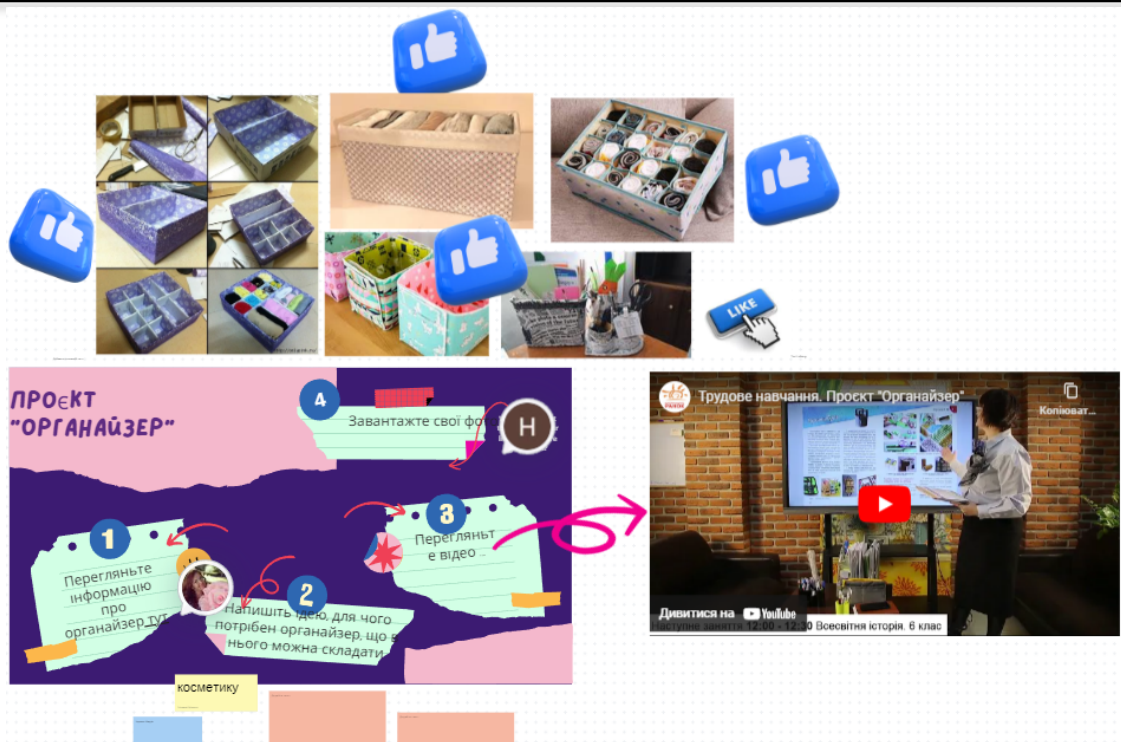 LIKE
ПРОЄКТ
"ОРГАНАЙЗЕР"
4
Завантажте свої фо
Н
1
Перегляньте
інформацію
про
органайзер тут
2
Напишіть ідею, для чого
потрібен органайзер, що в
нього можна складати
3
Перегляньт
е відео ...
Трудове навчання. Проєкт "Органайзер"
Копіюват...
Дивитися на YouTube
Наступне заняття 12:00 - 12:30 Всесвітня історія. 6 клас
косметику